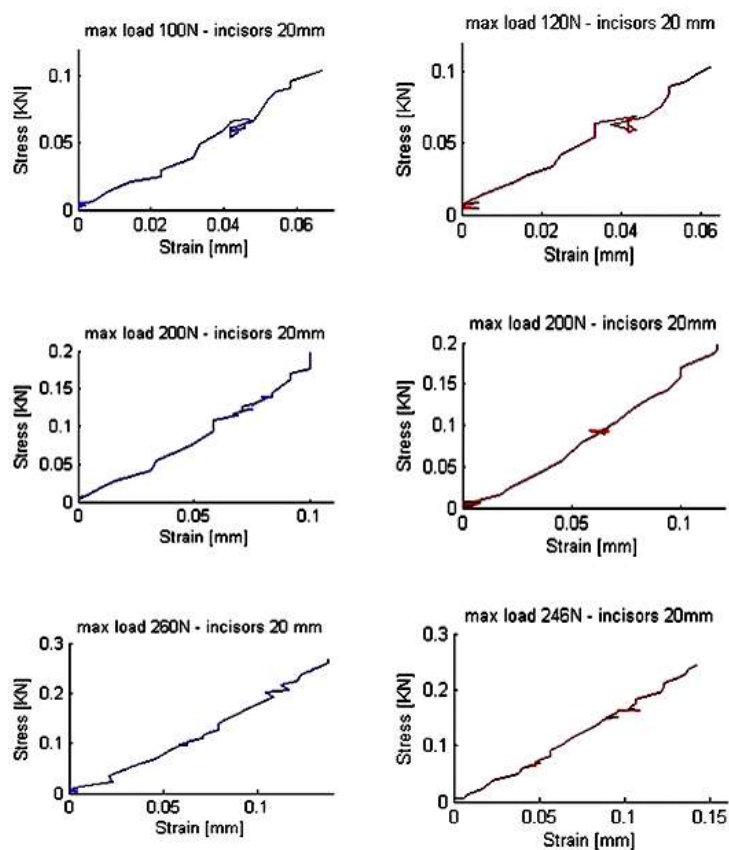 max load 100N - incisors 20mm
Stress [KN]
0.1
0.05
0
0 0.02 0.04 0.06
Strain [mm]
max load 120N - incisors 20 mm
Stress [KN]
0.1
0.05
0
0 0.02 0.04 0.06
Strain [mm]
max load 200N - incisors 20mm
Stress [KN]
0.2
0.15
0.1
0.05
0
0 0.05 0.1
Strain [mm]
max load 200N - incisors 20mm
Stress [KN]
0.2
0.15
0.1
0.05
0
0 0.05 0.1
Strain [mm]
max load 260N - incisors 20 mm
Stress [KN]
0.3
0.2
0.1
0
0 0.05 0.1
Strain [mm]
max load 246N - incisors 20mm
Stress [KN]
0.3
0.2
0.1
0
0 0.05 0.1 0.15
Strain [mm]